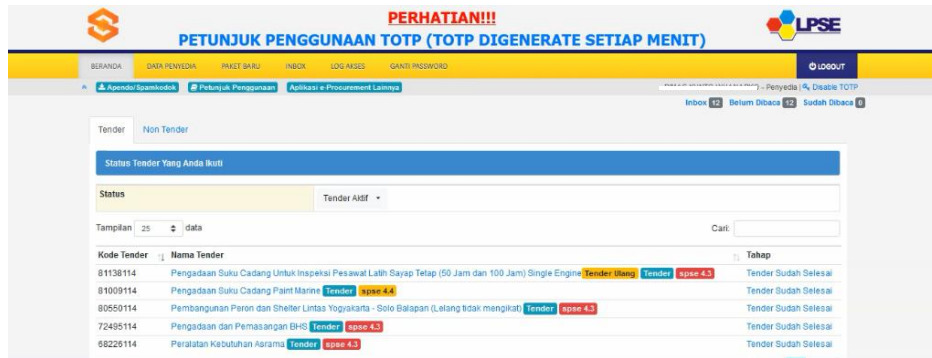 PERHATIAN!!!
PETUNJUK PENGGUNAAN TOTP (TOTP DIGENERATE SETIAP MENIT)
LPSE
BERANDA DATA PENYEDIA PAKET BARU INBOX LOG AKSES GANTI PASSWORD LOGOUT
Apendo/Spamkodok Petunjuk Penggunaan Aplikasi e-Procurement Lainnya - Penyedia | Disable TOTP
Inbox 12 Belum Dibaca 12 Sudah Dibaca 0
Tender Non Tender
Status Tender Yang Anda Ikuti
Status Tender Aktif
Tampilan 25 data Cari:
Kode Tender Nama Tender Tahap
81138114 Pengadaan Suku Cadang Untuk Inspeksi Pesawat Latih Sayap Tetap (50 Jam dan 100 Jam) Single Engine Tender Ulang Tender spse 4.3 Tender Sudah Selesai
81009114 Pengadaan Suku Cadang Paint Marine Tender spse 4.4 Tender Sudah Selesai
80550114 Pembangunan Peron dan Shelter Lintas Yogyakarta - Solo Balapan (Lelang tidak mengikat) Tender spse 4.3 Tender Sudah Selesai
72495114 Pengadaan dan Pemasangan BHS Tender spse 4.3 Tender Sudah Selesai
68226114 Peralatan Kebutuhan Asrama Tender spse 4.3 Tender Sudah Selesai